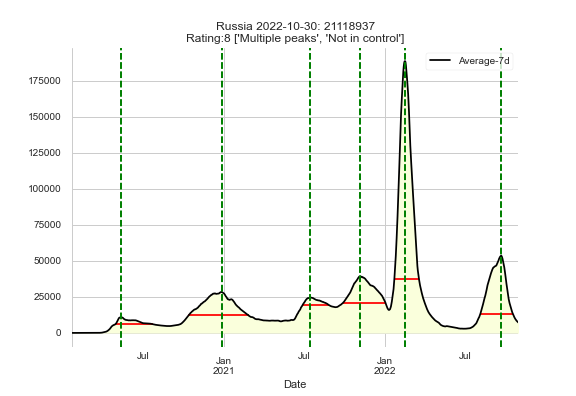 Russia 2022-10-30: 21118937
Rating:8 ['Multiple peaks', 'Not in control']
Average-7d
175000
150000
125000
100000
75000
50000
25000
0
Jul
Jan
2021
Jul
Jan
2022
Jul
Date